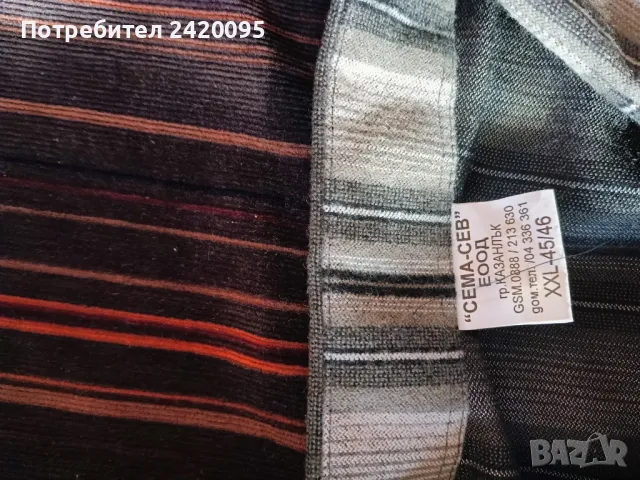 Потребител 2420095
"СЕМА-СЕВ"
ЕООД
гр.КАЗАНЛЪК
GSM.0888 / 213 630
дом.тел. /04 336 361
XXL-45/46
BAZAR